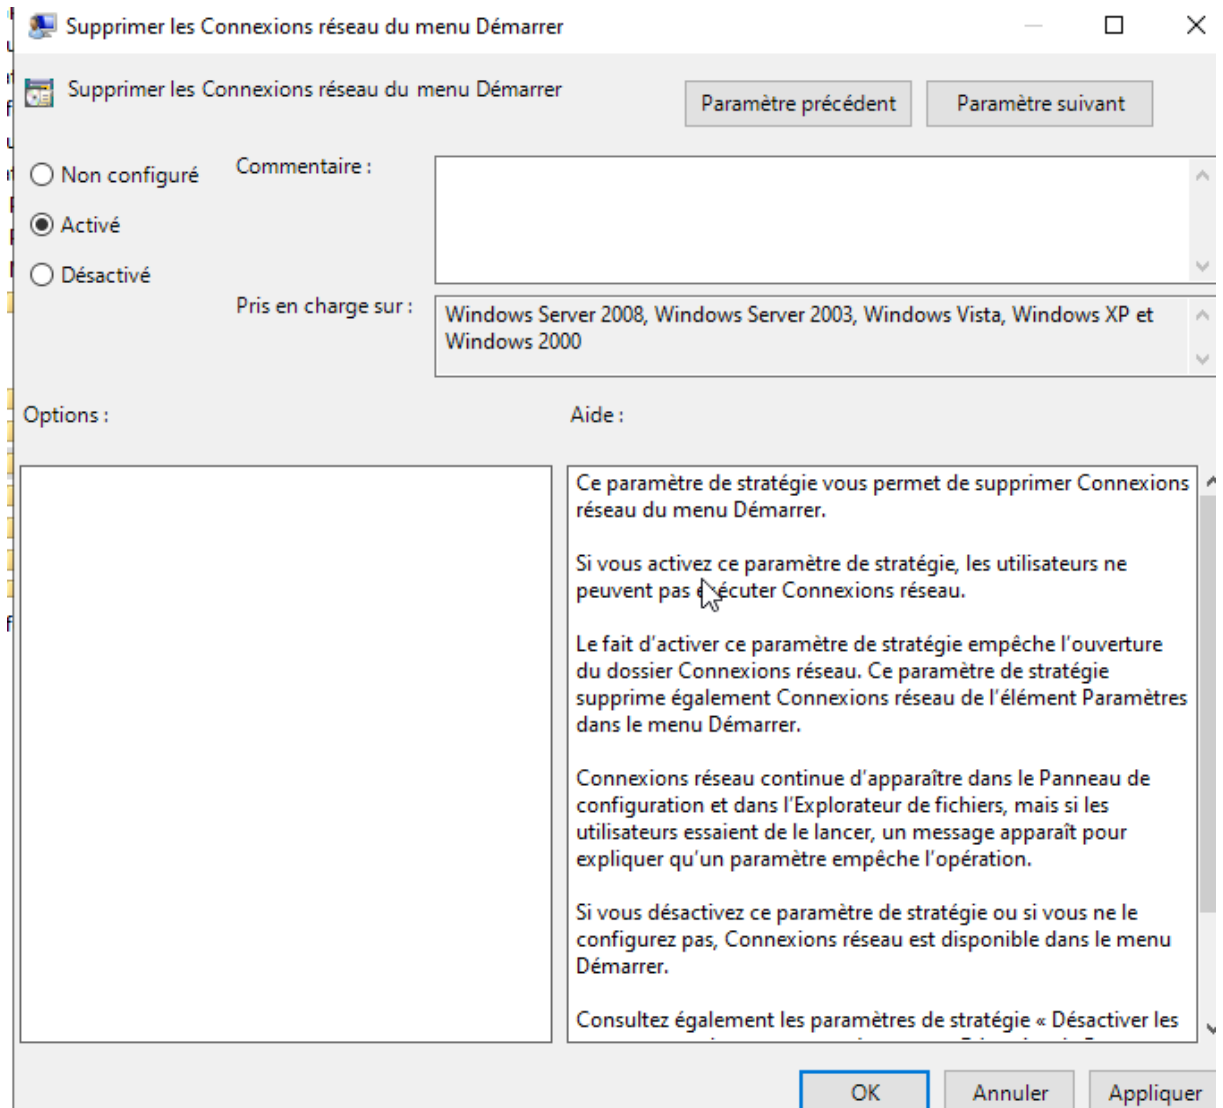 Supprimer les Connexions réseau du menu Démarrer
Supprimer les Connexions réseau du menu Démarrer
Paramètre précédent
Paramètre suivant
Non configuré
Commentaire :
Activé
Désactivé
Pris en charge sur :
Windows Server 2008, Windows Server 2003, Windows Vista, Windows XP et
Windows 2000
Options :
Aide :
Ce paramètre de stratégie vous permet de supprimer Connexions
réseau du menu Démarrer.
Si vous activez ce paramètre de stratégie, les utilisateurs ne
peuvent pas exécuter Connexions réseau.
Le fait d’activer ce paramètre de stratégie empêche l’ouverture
du dossier Connexions réseau. Ce paramètre de stratégie
supprime également Connexions réseau de l’élément Paramètres
dans le menu Démarrer.
Connexions réseau continue d’apparaître dans le Panneau de
configuration et dans l’Explorateur de fichiers, mais si les
utilisateurs essaient de le lancer, un message apparaît pour
expliquer qu’un paramètre empêche l’opération.
Si vous désactivez ce paramètre de stratégie ou si vous ne le
configurez pas, Connexions réseau est disponible dans le menu
Démarrer.
Consultez également les paramètres de stratégie « Désactiver les
OK
Annuler
Appliquer